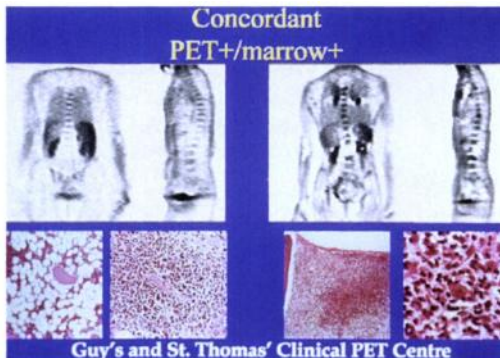 Concordant
PET+/marrow+
Guy's and St. Thomas' Clinical PET Centre